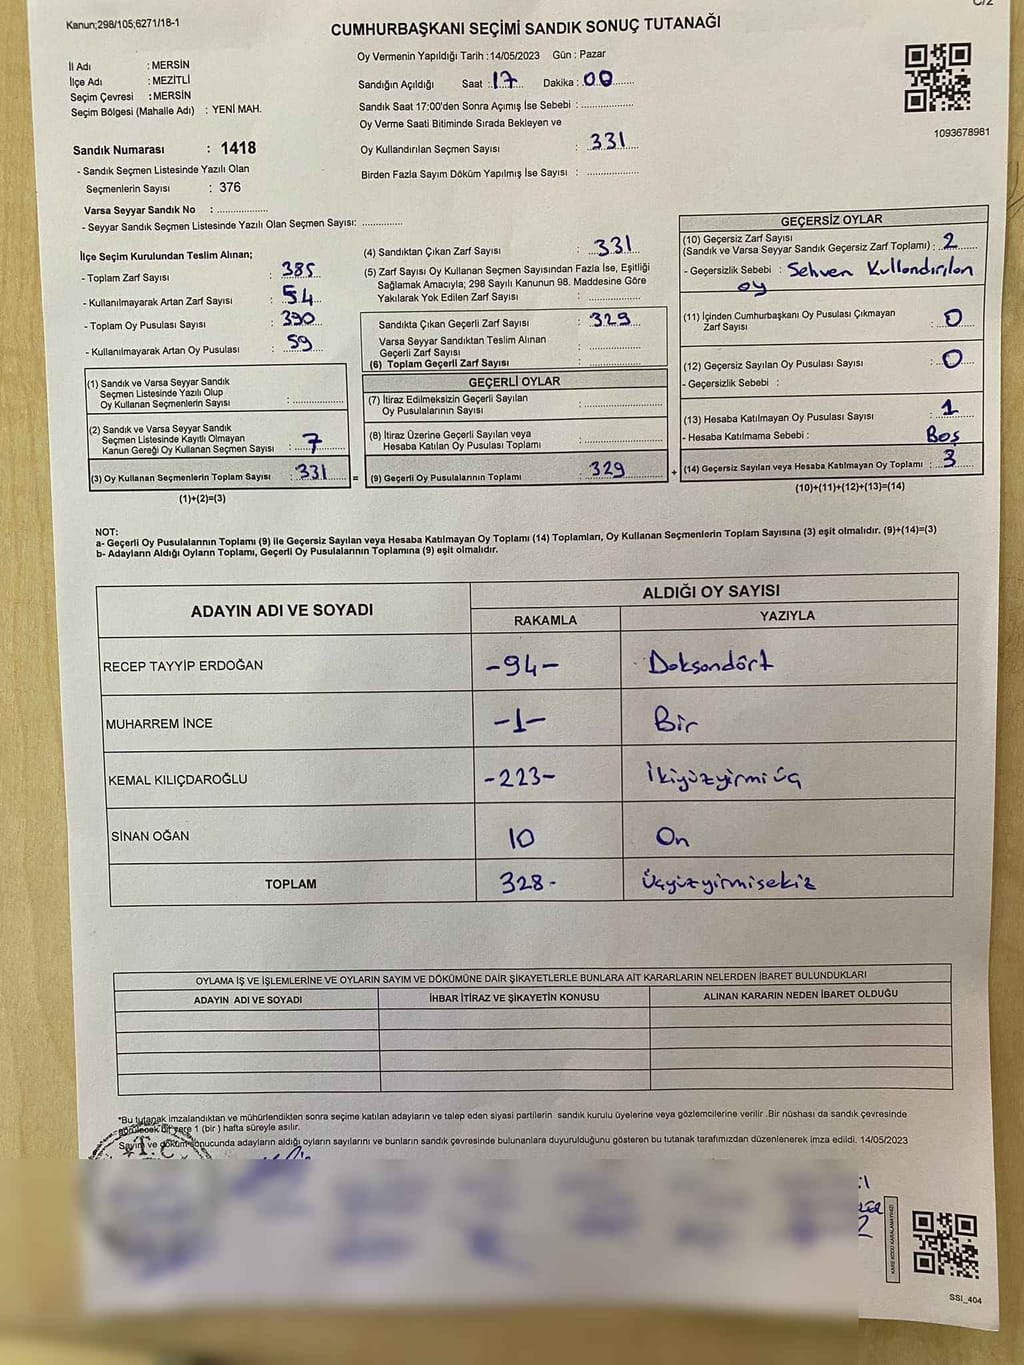 C/2
Kanun;298/105;6271/18-1
CUMHURBAŞKANI SEÇİMİ SANDIK SONUÇ TUTANAĞI
İl Adı : MERSİN
İlçe Adı : MEZİTLİ
Seçim Çevresi : MERSİN
Seçim Bölgesi (Mahalle Adı) : YENİ MAH.
Oy Vermenin Yapıldığı Tarih :14/05/2023 Gün : Pazar
Sandığın Açıldığı Saat : 17 Dakika : 00
Sandık Saat 17:00'den Sonra Açımış İse Sebebi :
Oy Verme Saati Bitiminde Sırada Bekleyen ve
Oy Kullandırılan Seçmen Sayısı : 331
Birden Fazla Sayım Döküm Yapılmış İse Sayısı :
1093678981
Sandık Numarası : 1418
- Sandık Seçmen Listesinde Yazılı Olan
Seçmenlerin Sayısı : 376
Varsa Seyyar Sandık No :
- Seyyar Sandık Seçmen Listesinde Yazılı Olan Seçmen Sayısı:
İlçe Seçim Kurulundan Teslim Alınan;
- Toplam Zarf Sayısı : 385
- Kullanılmayarak Artan Zarf Sayısı : 54
- Toplam Oy Pusulası Sayısı : 390
- Kullanılmayarak Artan Oy Pusulası : 59
(1) Sandık ve Varsa Seyyar Sandık
Seçmen Listesinde Yazılı Olup
Oy Kullanan Seçmenlerin Sayısı :
(2) Sandık ve Varsa Seyyar Sandık
Seçmen Listesinde Kayıtlı Olmayan
Kanun Gereği Oy Kullanan Seçmen Sayısı : 7
(3) Oy Kullanan Seçmenlerin Toplam Sayısı : 331
(1)+(2)=(3)
(4) Sandıktan Çıkan Zarf Sayısı : 331
(5) Zarf Sayısı Oy Kullanan Seçmen Sayısından Fazla İse, Eşitliği
Sağlamak Amacıyla; 298 Sayılı Kanunun 98. Maddesine Göre
Yakılarak Yok Edilen Zarf Sayısı :
Sandıkta Çıkan Geçerli Zarf Sayısı : 329
Varsa Seyyar Sandıktan Teslim Alınan
Geçerli Zarf Sayısı :
(6) Toplam Geçerli Zarf Sayısı :
GEÇERLİ OYLAR
(7) İtiraz Edilmeksizin Geçerli Sayılan
Oy Pusulalarının Sayısı :
(8) İtiraz Üzerine Geçerli Sayılan veya
Hesaba Katılan Oy Pusulası Toplamı :
= (9) Geçerli Oy Pusulalarının Toplamı : 329 +
GEÇERSİZ OYLAR
(10) Geçersiz Zarf Sayısı
(Sandık ve Varsa Seyyar Sandık Geçersiz Zarf Toplamı) : 2
- Geçersizlik Sebebi : Sehven Kullandırılan
oy
(11) İçinden Cumhurbaşkanı Oy Pusulası Çıkmayan
Zarf Sayısı : 0
(12) Geçersiz Sayılan Oy Pusulası Sayısı : 0
- Geçersizlik Sebebi :
(13) Hesaba Katılmayan Oy Pusulası Sayısı : 1
- Hesaba Katılmama Sebebi : Boş
(14) Geçersiz Sayılan veya Hesaba Katılmayan Oy Toplamı : 3
(10)+(11)+(12)+(13)=(14)
NOT:
a- Geçerli Oy Pusulalarının Toplamı (9) ile Geçersiz Sayılan veya Hesaba Katılmayan Oy Toplamı (14) Toplamları, Oy Kullanan Seçmenlerin Toplam Sayısına (3) eşit olmalıdır. (9)+(14)=(3)
b- Adayların Aldığı Oyların Toplamı, Geçerli Oy Pusulalarının Toplamına (9) eşit olmalıdır.
ADAYIN ADI VE SOYADI ALDIĞI OY SAYISI
RAKAMLA YAZIYLA
RECEP TAYYİP ERDOĞAN -94- Doksandört
MUHARREM İNCE -1- Bir
KEMAL KILIÇDAROĞLU -223- İkiyüzyirmi üç
SİNAN OĞAN 10 On
TOPLAM 328- Üçyüzyirmisekiz
OYLAMA İŞ VE İŞLEMLERİNE VE OYLARIN SAYIM VE DÖKÜMÜNE DAİR ŞİKAYETLERLE BUNLARA AİT KARARLARIN NELERDEN İBARET BULUNDUKLARI
ADAYIN ADI VE SOYADI İHBAR İTİRAZ VE ŞİKAYETİN KONUSU ALINAN KARARIN NEDEN İBARET OLDUĞU
*Bu tutanak imzalandıktan ve mühürlendikten sonra seçime katılan adayların ve talep eden siyasi partilerin sandık kurulu üyelerine veya gözlemcilerine verilir .Bir nüshası da sandık çevresinde
görülecek bir yere 1 (bir ) hafta süreyle asılır.
Sayım ve döküm sonucunda adayların aldığı oyların sayılarını ve bunların sandık çevresinde bulunanlara duyurulduğunu gösteren bu tutanak tarafımızdan düzenlenerek imza edildi. 14/05/2023
T.C
KARE KODU KARALAMAYINIZ!
SSI_404